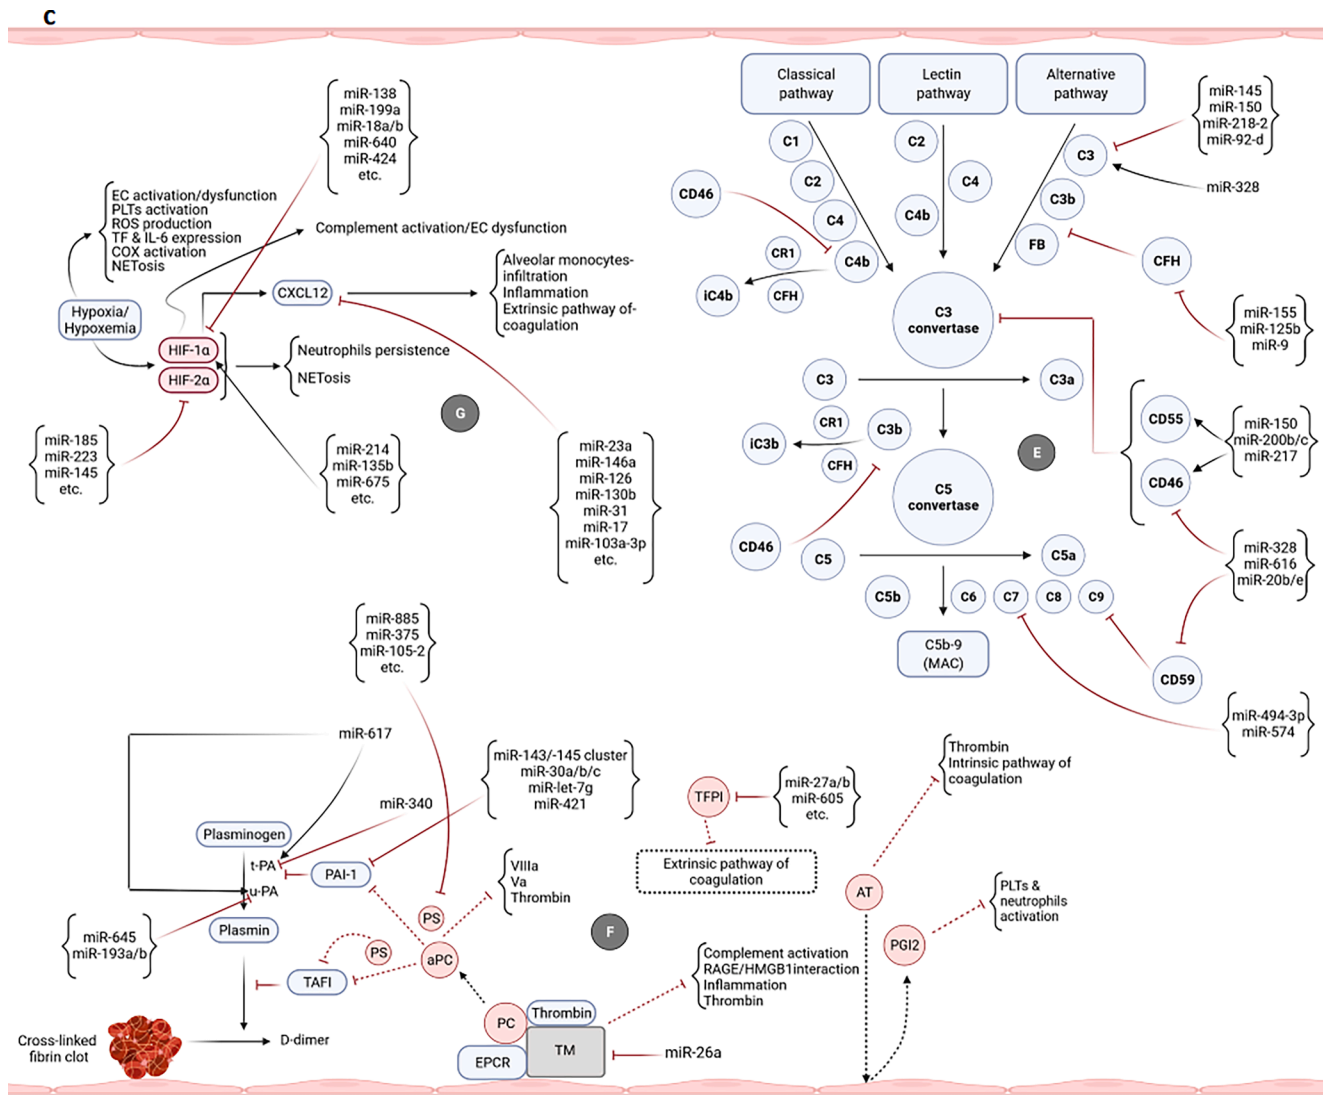 C
miR-138
miR-199a
miR-18a/b
miR-640
miR-424
etc.
EC activation/dysfunction
PLTs activation
ROS production
TF & IL-6 expression
COX activation
NETosis
Complement activation/EC dysfunction
Hypoxia/
Hypoxemia
CXCL12
Alveolar monocytes-
infiltration
Inflammation
Extrinsic pathway of-
coagulation
HIF-1α
HIF-2α
Neutrophils persistence
NETosis
G
miR-185
miR-223
miR-145
etc.
miR-214
miR-135b
miR-675
etc.
miR-23a
miR-146a
miR-126
miR-130b
miR-31
miR-17
miR-103a-3p
etc.
Classical
pathway
Lectin
pathway
Alternative
pathway
C1
C2
C4
C4b
CD46
CR1
CFH
iC4b
C2
C4
C4b
C3
C3b
FB
miR-145
miR-150
miR-218-2
miR-92-d
miR-328
CFH
miR-155
miR-125b
miR-9
C3
convertase
C3
C3a
CR1
C3b
iC3b
CFH
E
CD55
CD46
miR-150
miR-200b/c
miR-217
C5
convertase
CD46
C5
C5a
C5b
C6
C7
C8
C9
C5b-9
(MAC)
miR-328
miR-616
miR-20b/e
CD59
miR-494-3p
miR-574
miR-885
miR-375
miR-105-2
etc.
miR-617
miR-340
miR-143/-145 cluster
miR-30a/b/c
miR-let-7g
miR-421
Plasminogen
t-PA
PAI-1
u-PA
Plasmin
miR-645
miR-193a/b
PS
PS
TAFI
aPC
VIIIa
Va
Thrombin
F
Cross-linked
fibrin clot
D-dimer
PC
Thrombin
EPCR
TM
miR-26a
Complement activation
RAGE/HMGB1interaction
Inflammation
Thrombin
TFPI
miR-27a/b
miR-605
etc.
Extrinsic pathway of
coagulation
Thrombin
Intrinsic pathway of
coagulation
AT
PGI2
PLTs &
neutrophils
activation